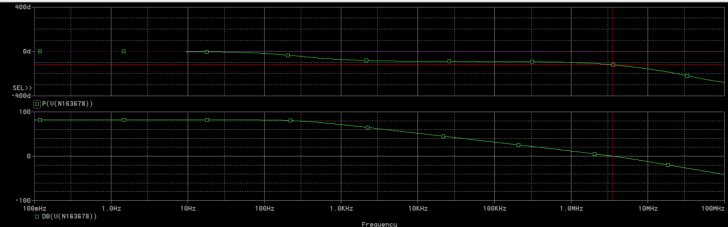 400d
0d
SEL>>
-400d
P(V(N163678))
100
0
-100
100mHz 1.0Hz 10Hz 100Hz 1.0KHz 10KHz 100KHz 1.0MHz 10MHz 100MHz
DB(V(N163678))
Frequency